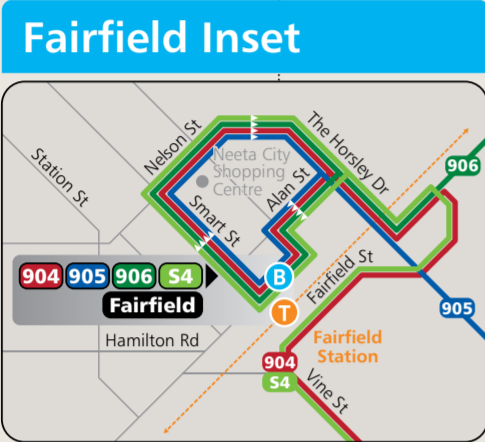 Fairfield Inset
Nelson St
The Horsley Dr
Station St
Neeta City
Shopping
Centre
Alan St
906
Smart St
904 905 906 S4
Fairfield
B
T
Fairfield St
905
Hamilton Rd
Fairfield
Station
904
S4
Vine St